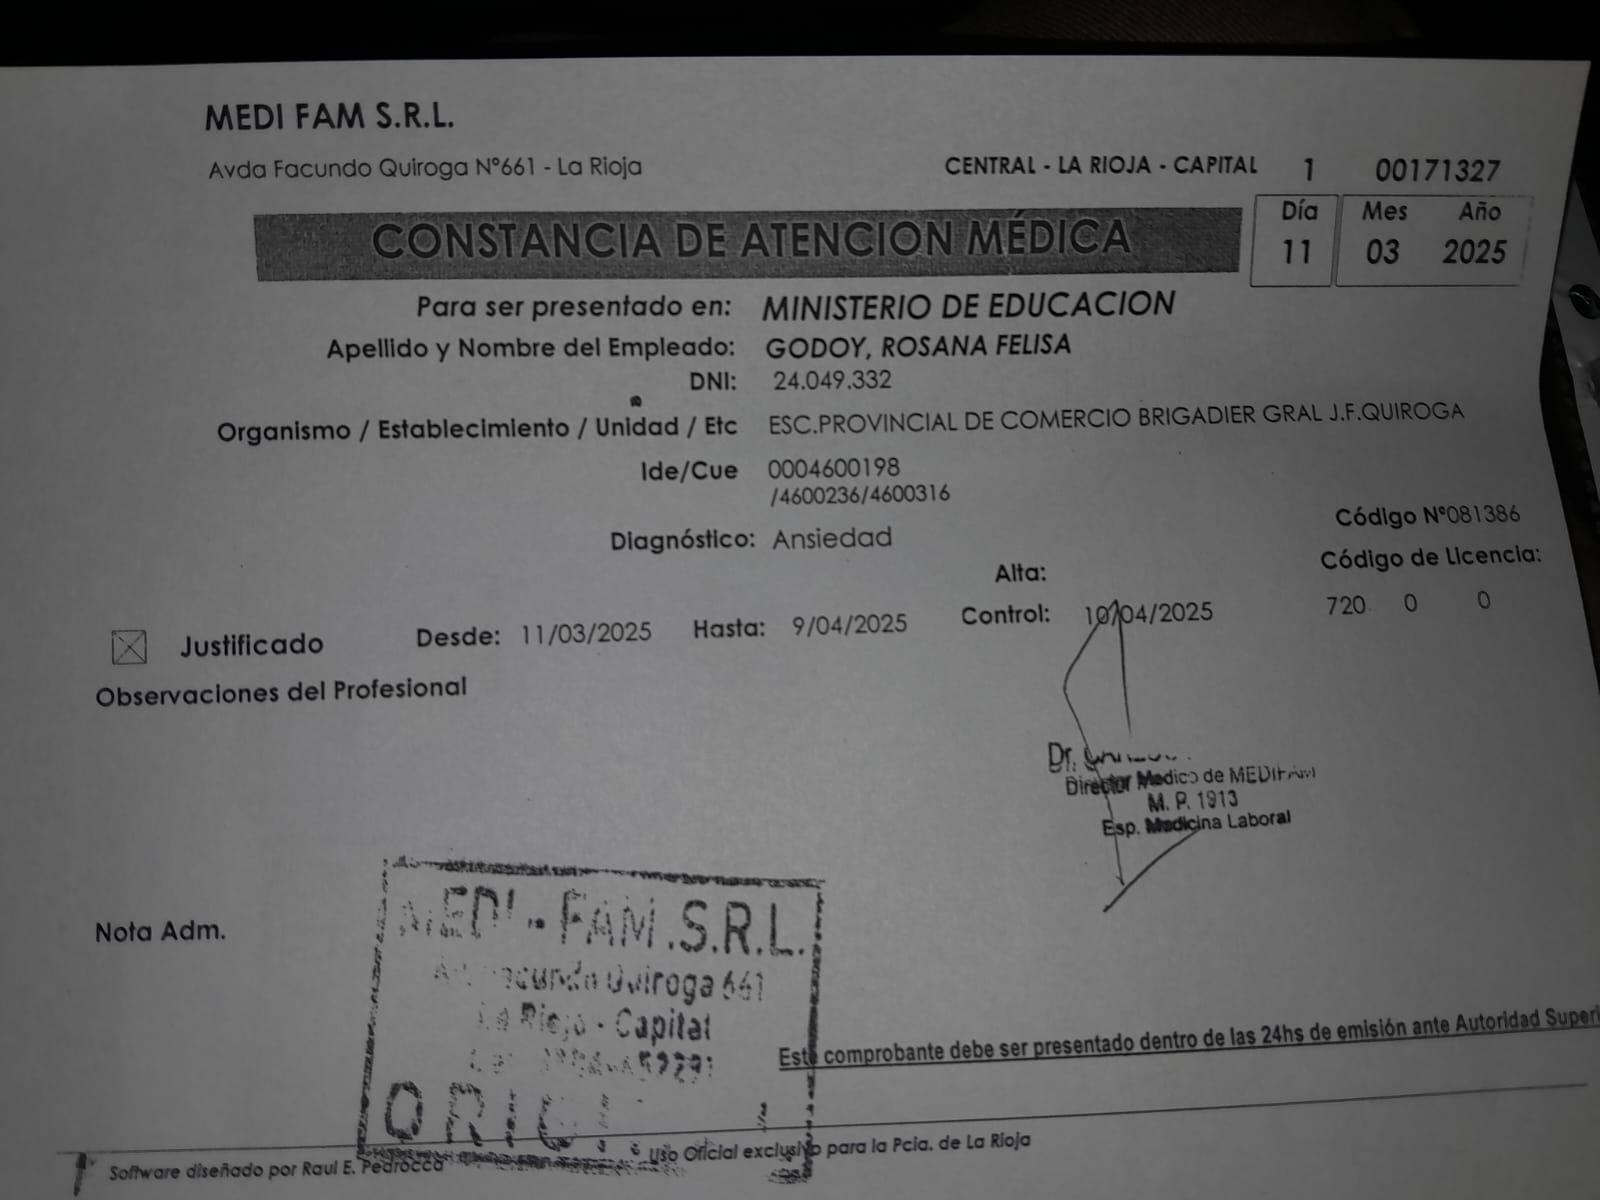 MEDI FAM S.R.L.
Avda Facundo Quiroga Nº661 - La Rioja
CENTRAL - LA RIOJA - CAPITAL 1 00171327
CONSTANCIA DE ATENCION MÉDICA
Día Mes Año
11 03 2025
Para ser presentado en: MINISTERIO DE EDUCACION
Apellido y Nombre del Empleado: GODOY, ROSANA FELISA
DNI: 24.049.332
Organismo / Establecimiento / Unidad / Etc ESC.PROVINCIAL DE COMERCIO BRIGADIER GRAL J.F.QUIROGA
Ide/Cue 0004600198
/4600236/4600316
Código Nº081386
Diagnóstico: Ansiedad
Código de Licencia:
Alta:
720 0 0
Justificado Desde: 11/03/2025 Hasta: 9/04/2025 Control: 10/04/2025
Observaciones del Profesional
Dr.
Director Medico de MEDIFAM
M. P. 1913
Esp. Medicina Laboral
Nota Adm.
MEDI-FAM.S.R.L.
Quiroga 661
La Rioja - Capital
Este comprobante debe ser presentado dentro de las 24hs de emisión ante Autoridad Superi
Uso Oficial exclusivo para la Pcia. de La Rioja
Software diseñado por Raul E. Pedrocca